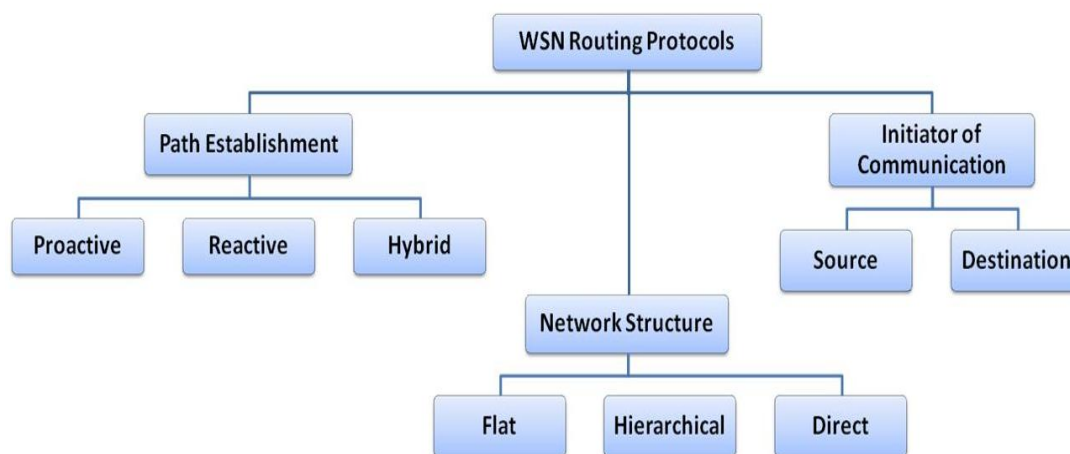 WSN Routing Protocols
Path Establishment
Initiator of
Communication
Proactive
Reactive
Hybrid
Source
Destination
Network Structure
Flat
Hierarchical
Direct